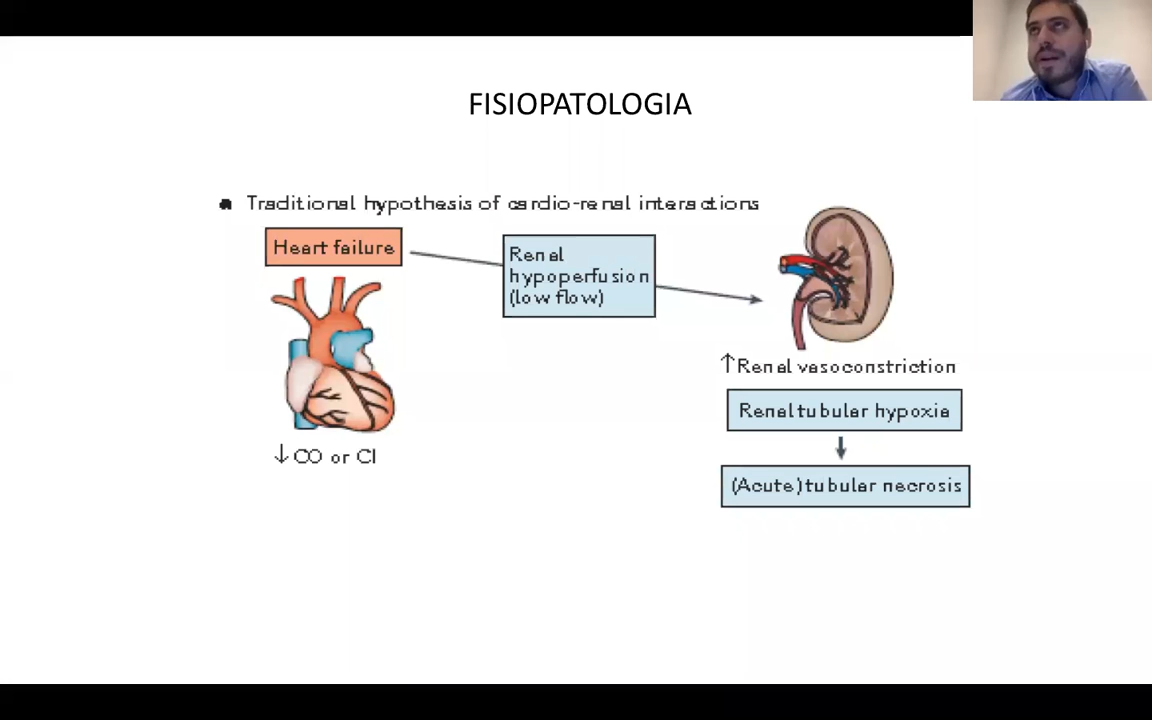 FISIOPATOLOGIA
a Traditional hypothesis of cardio-renal interactions
Heart failure
Renal
hypoperfusion
(low flow)
↓ CO or CI
↑Renal vasoconstriction
Renal tubular hypoxia
(Acute) tubular necrosis